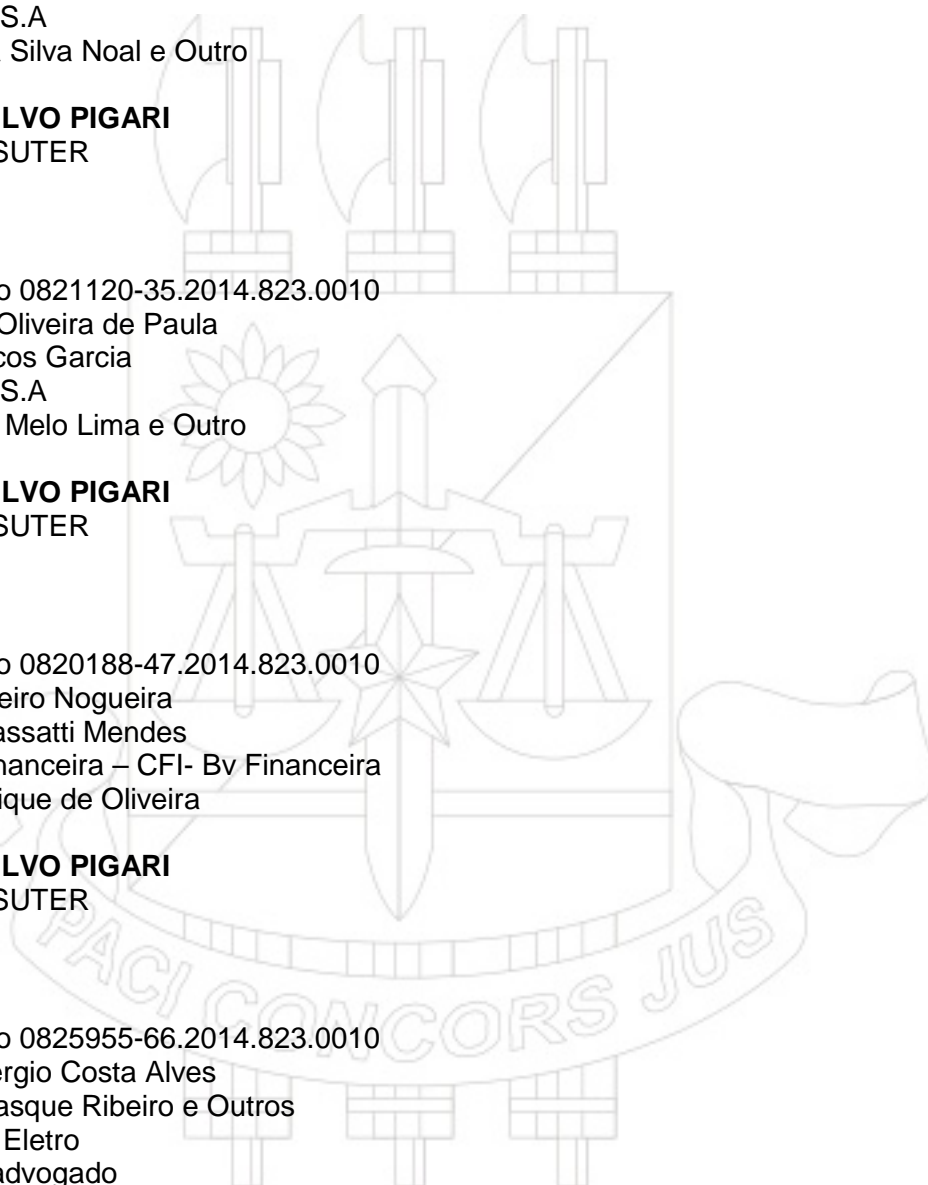 S.A
Silva Noal e Outro
LVO PIGARI
SUTER
o 0821120-35.2014.823.0010
Oliveira de Paula
cos Garcia
S.A
Melo Lima e Outro
LVO PIGARI
SUTER
o 0820188-47.2014.823.0010
eiro Nogueira
assatti Mendes
nanceira – CFI- Bv Financeira
ique de Oliveira
LVO PIGARI
SUTER
PACI CONCORS JUS
o 0825955-66.2014.823.0010
ergio Costa Alves
asque Ribeiro e Outros
Eletro
advogado